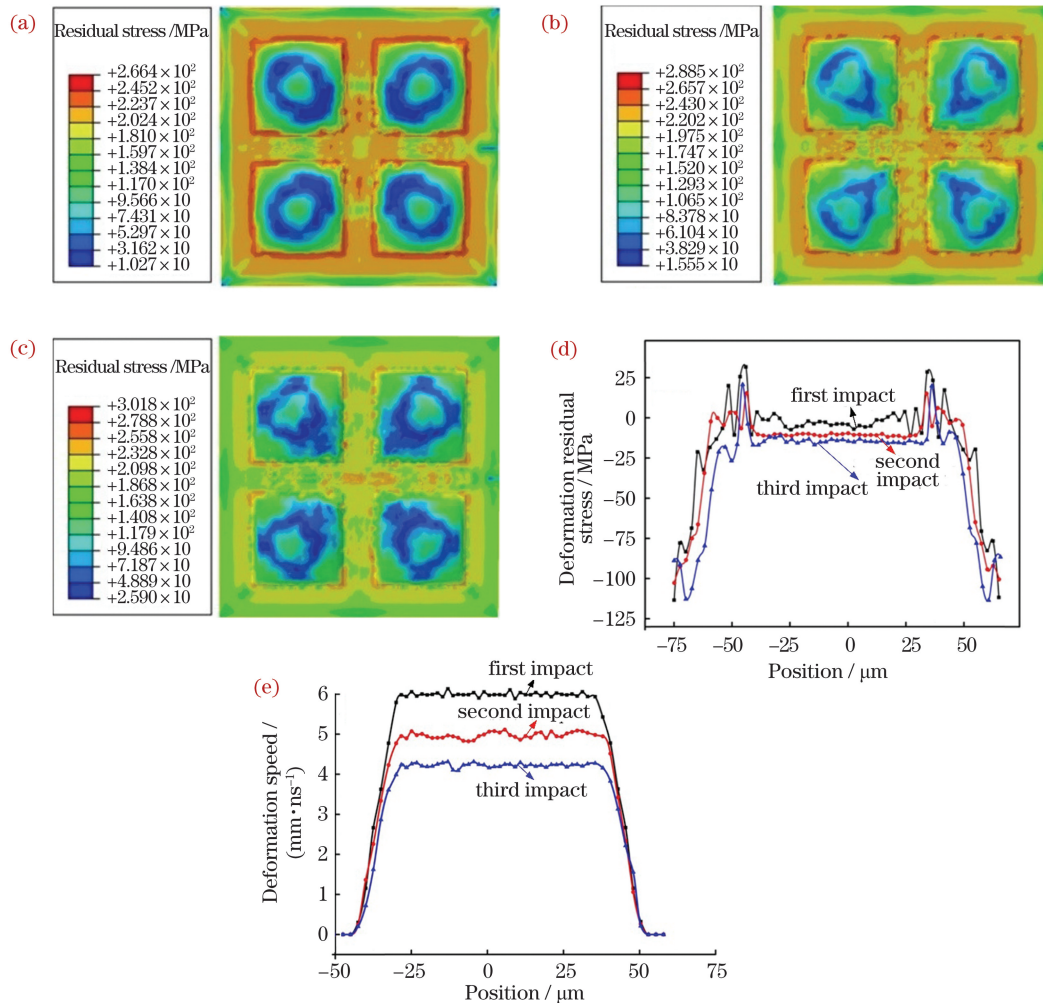 (a)
Residual stress /MPa
+2.664×10²
+2.452×10²
+2.237×10²
+2.024×10²
+1.810×10²
+1.597×10²
+1.384×10²
+1.170×10²
+9.566×10
+7.431×10
+5.297×10
+3.162×10
+1.027×10
(b)
Residual stress /MPa
+2.885×10²
+2.657×10²
+2.430×10²
+2.202×10²
+1.975×10²
+1.747×10²
+1.520×10²
+1.293×10²
+1.065×10²
+8.378×10
+6.104×10
+3.829×10
+1.555×10
(c)
Residual stress /MPa
+3.018×10²
+2.788×10²
+2.558×10²
+2.328×10²
+2.098×10²
+1.868×10²
+1.638×10²
+1.408×10²
+1.179×10²
+9.486×10
+7.187×10
+4.889×10
+2.590×10
(d)
Deformation residual
stress / MPa
25
0
−25
−50
−75
−100
−125
first impact
second
impact
third impact
−75 −50 −25 0 25 50
Position / μm
(e)
Deformation speed /
(mm·ns⁻¹)
6
5
4
3
2
1
0
first impact
second impact
third impact
−50 −25 0 25 50 75
Position / μm